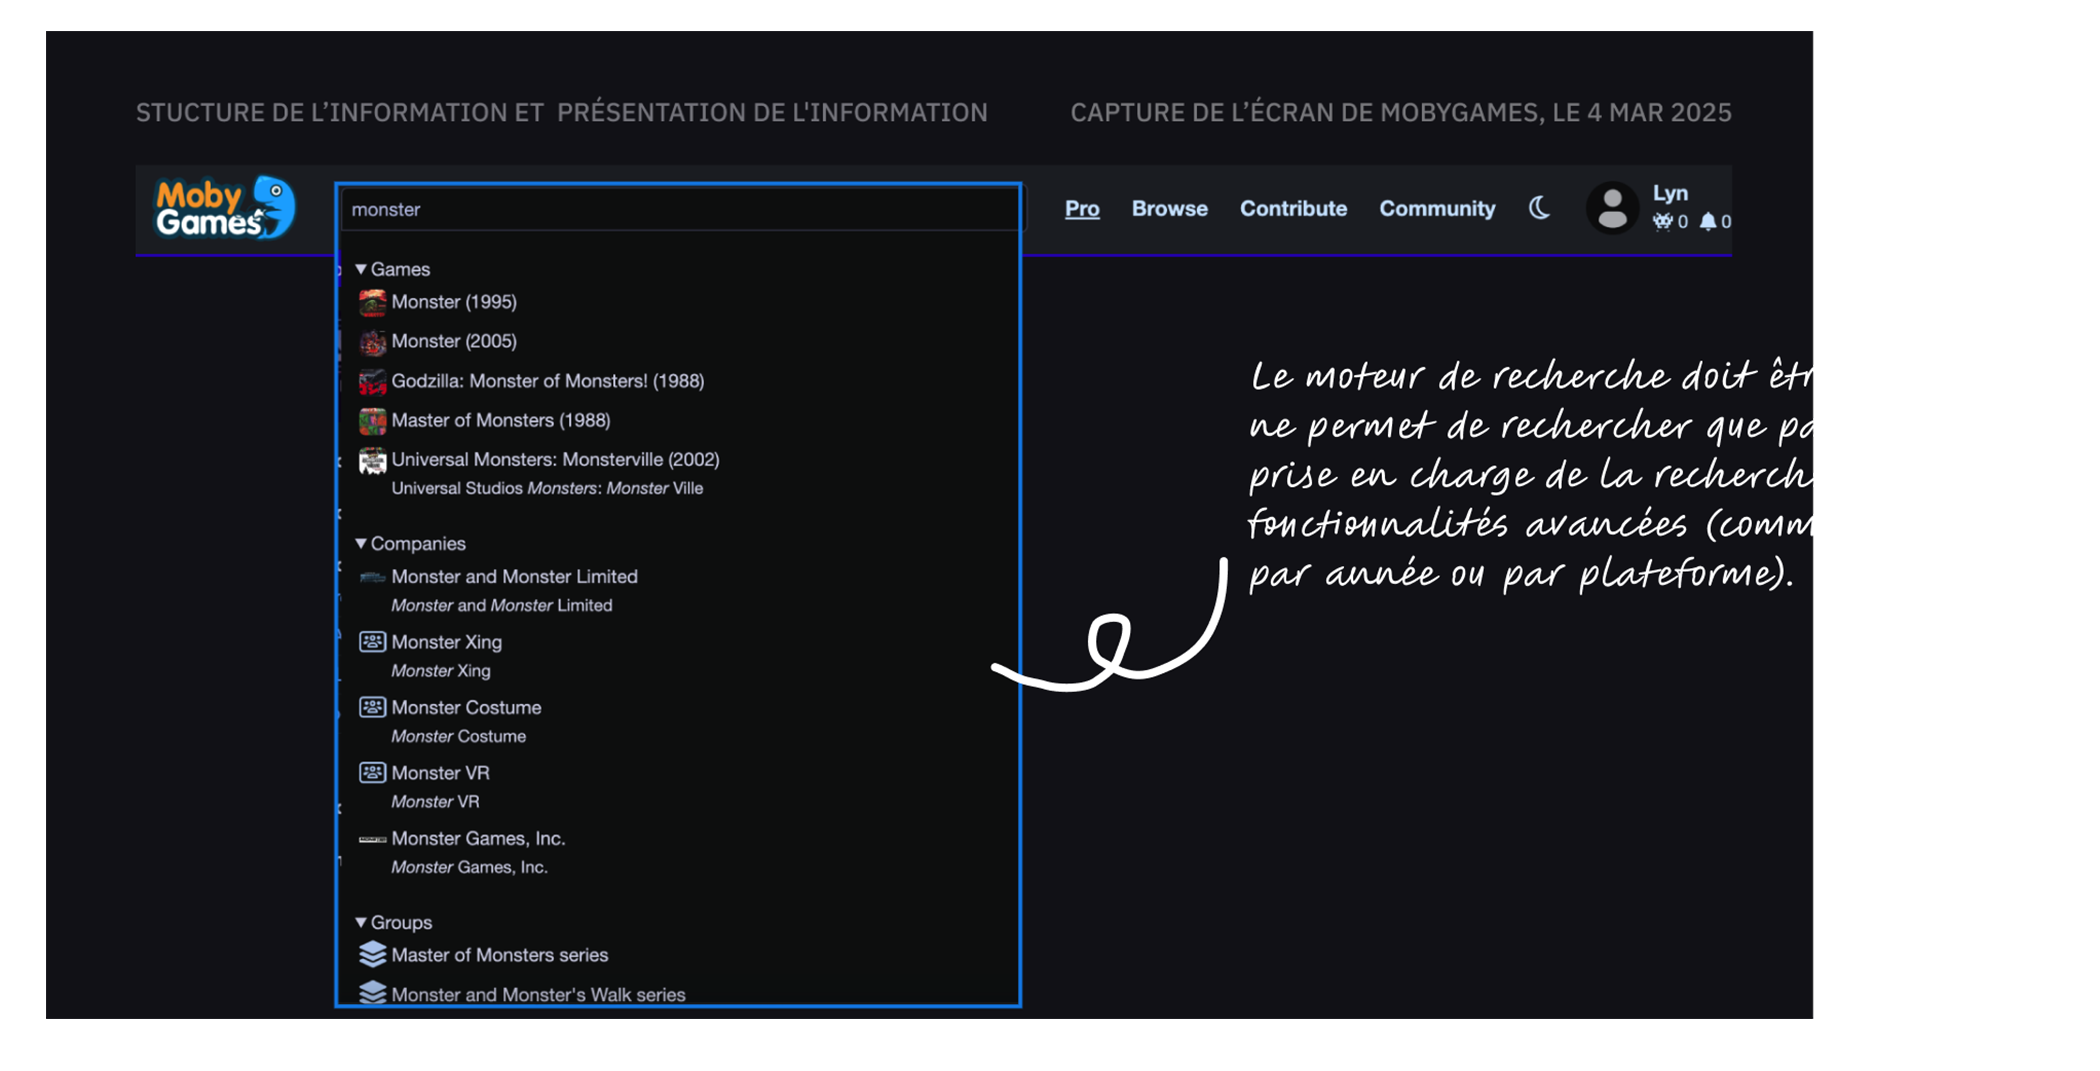 STUCTURE DE L’INFORMATION ET PRÉSENTATION DE L'INFORMATION
CAPTURE DE L’ÉCRAN DE MOBYGAMES, LE 4 MAR 2025
Moby
Games
monster
Pro Browse Contribute Community
Lyn
0 0
▼ Games
Monster (1995)
Monster (2005)
Godzilla: Monster of Monsters! (1988)
Master of Monsters (1988)
Universal Monsters: Monsterville (2002)
Universal Studios Monsters: Monster Ville
▼ Companies
Monster and Monster Limited
Monster and Monster Limited
Monster Xing
Monster Xing
Monster Costume
Monster Costume
Monster VR
Monster VR
Monster Games, Inc.
Monster Games, Inc.
▼ Groups
Master of Monsters series
Monster and Monster's Walk series
Le moteur de recherche doit êtr
ne permet de rechercher que pa
prise en charge de la recherch
fonctionnalités avancées (comm
par année ou par plateforme).